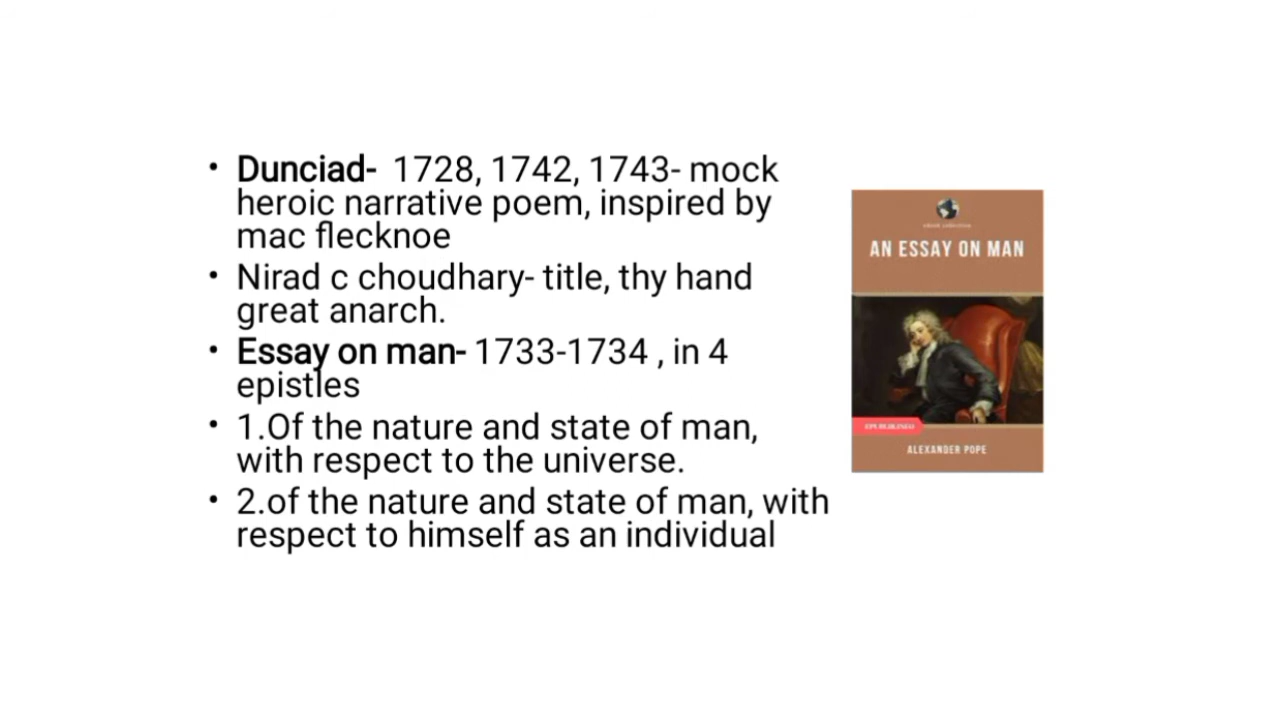 • Dunciad- 1728, 1742, 1743- mock
heroic narrative poem, inspired by
mac flecknoe
• Nirad c choudhary- title, thy hand
great anarch.
• Essay on man- 1733-1734 , in 4
epistles
• 1.Of the nature and state of man,
with respect to the universe.
• 2.of the nature and state of man, with
respect to himself as an individual
AN ESSAY ON MAN
ALEXANDER POPE